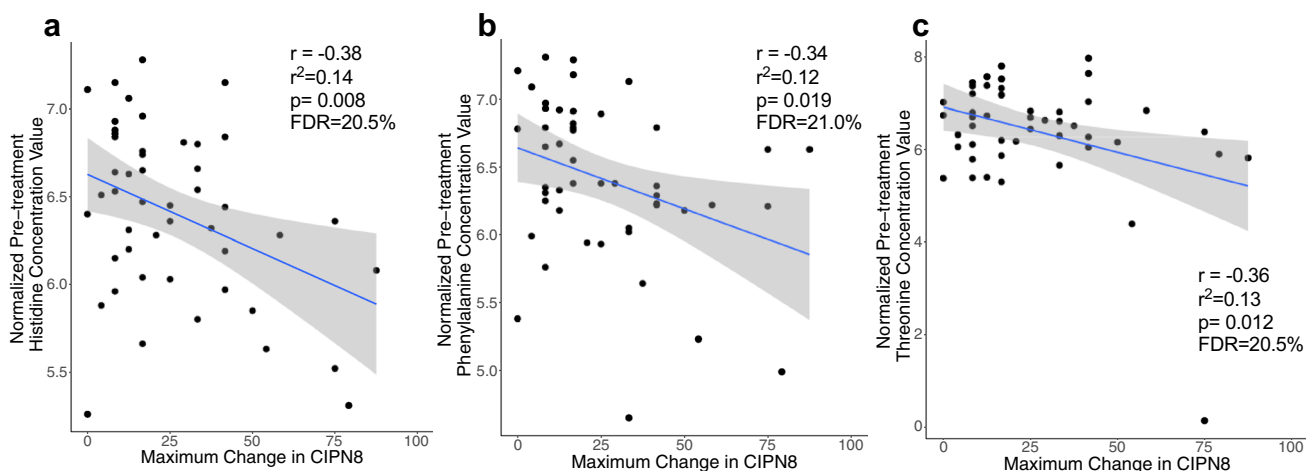 a
r = -0.38
r²=0.14
p= 0.008
FDR=20.5%
Normalized Pre−treatment
Histidine Concentration Value
7.0
6.5
6.0
5.5
0
25
50
75
100
Maximum Change in CIPN8
b
r = -0.34
r²=0.12
p= 0.019
FDR=21.0%
Normalized Pre−treatment
Phenylalanine Concentration Value
7.0
6.5
6.0
5.5
5.0
0
25
50
75
100
Maximum Change in CIPN8
c
r = -0.36
r²=0.13
p= 0.012
FDR=20.5%
Normalized Pre−treatment
Threonine Concentration Value
8
6
4
2
0
0
25
50
75
100
Maximum Change in CIPN8